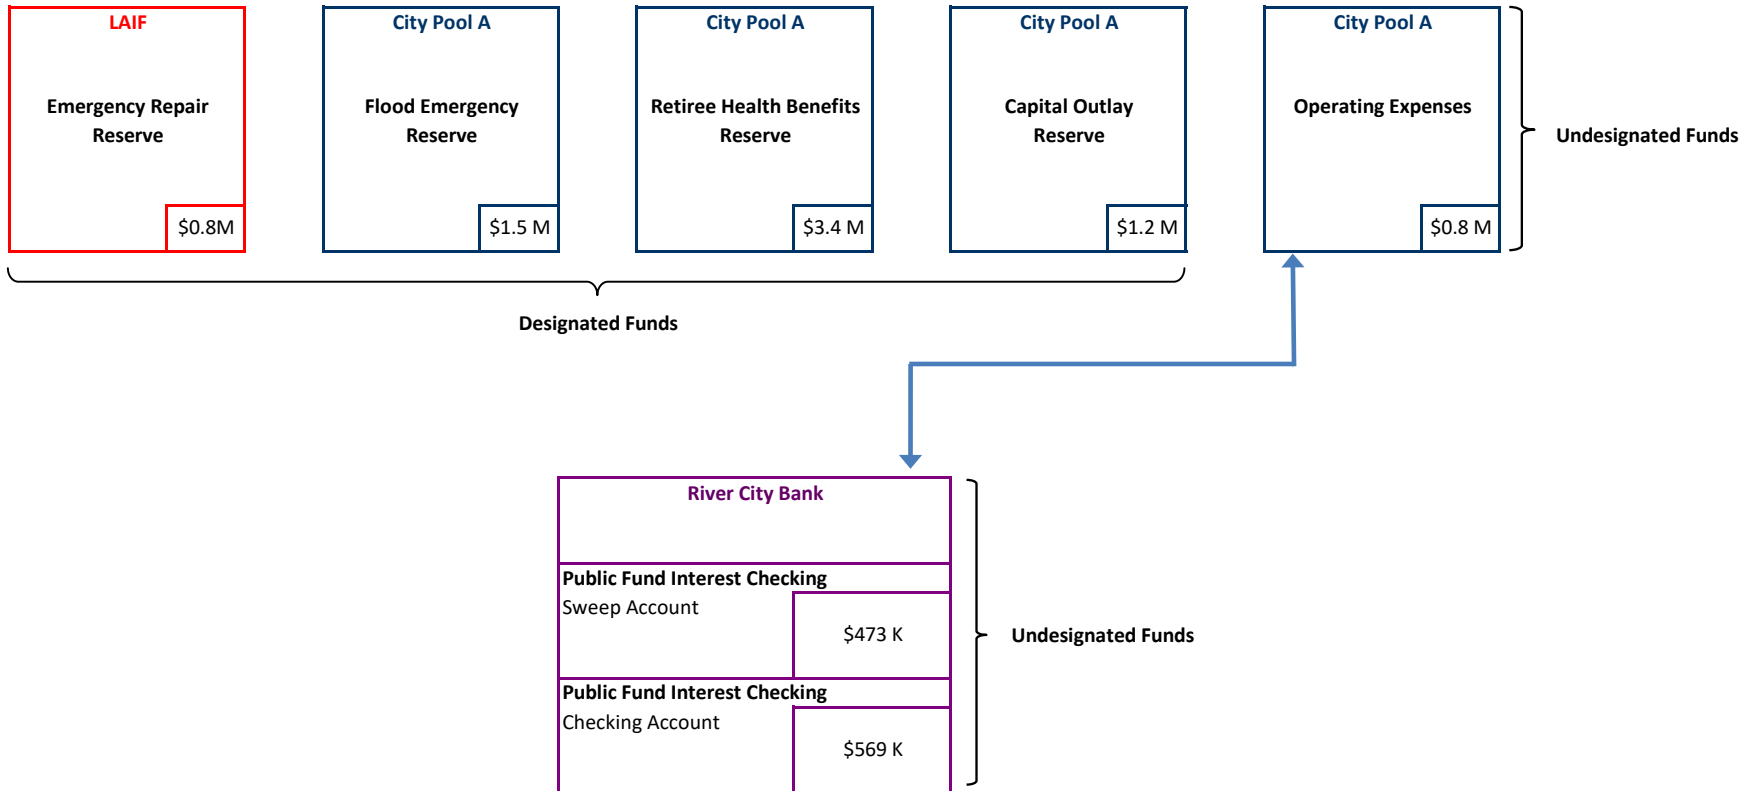 LAIF
Emergency Repair
Reserve
$0.8M
City Pool A
Flood Emergency
Reserve
$1.5 M
City Pool A
Retiree Health Benefits
Reserve
$3.4 M
City Pool A
Capital Outlay
Reserve
$1.2 M
City Pool A
Operating Expenses
$0.8 M
Undesignated Funds
Designated Funds
River City Bank
Public Fund Interest Checking
Sweep Account
$473 K
Public Fund Interest Checking
Checking Account
$569 K
Undesignated Funds